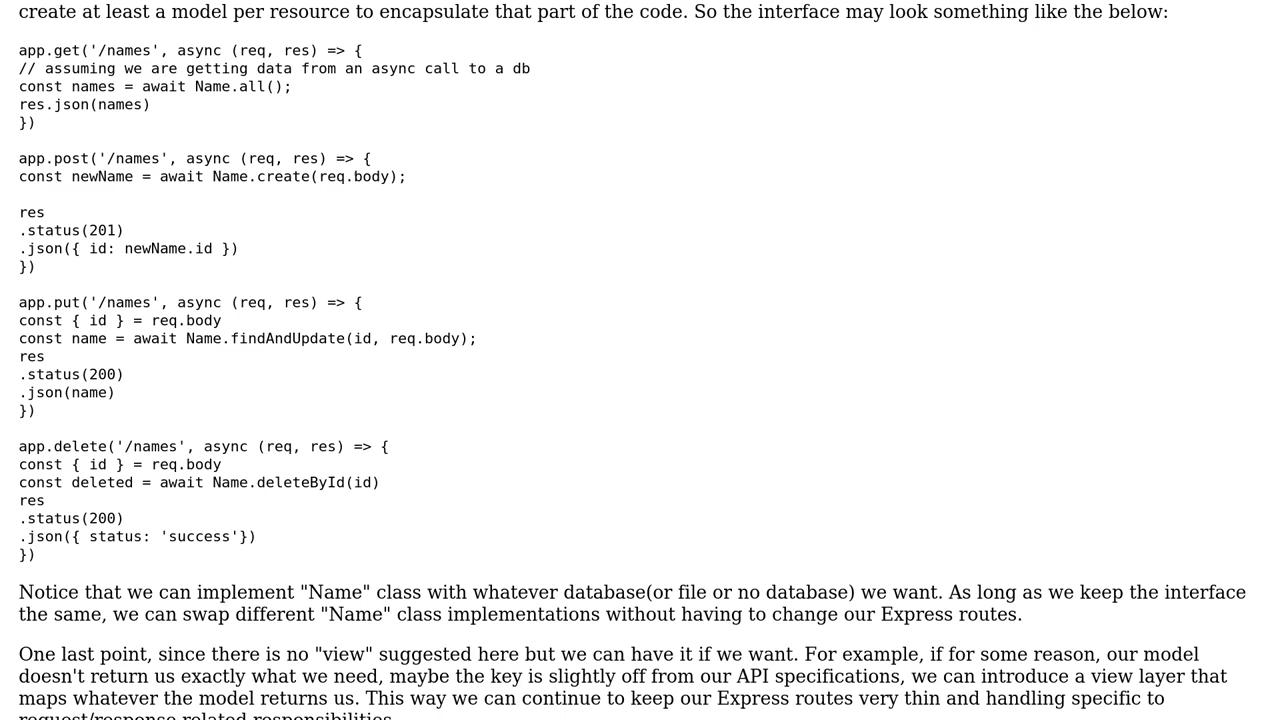 create at least a model per resource to encapsulate that part of the code. So the interface may look something like the below:
app.get('/names', async (req, res) => {
// assuming we are getting data from an async call to a db
const names = await Name.all();
res.json(names)
})
app.post('/names', async (req, res) => {
const newName = await Name.create(req.body);
res
.status(201)
.json({ id: newName.id })
})
app.put('/names', async (req, res) => {
const { id } = req.body
const name = await Name.findAndUpdate(id, req.body);
res
.status(200)
.json(name)
})
app.delete('/names', async (req, res) => {
const { id } = req.body
const deleted = await Name.deleteById(id)
res
.status(200)
.json({ status: 'success'})
})
Notice that we can implement "Name" class with whatever database(or file or no database) we want. As long as we keep the interface
the same, we can swap different "Name" class implementations without having to change our Express routes.
One last point, since there is no "view" suggested here but we can have it if we want. For example, if for some reason, our model
doesn't return us exactly what we need, maybe the key is slightly off from our API specifications, we can introduce a view layer that
maps whatever the model returns us. This way we can continue to keep our Express routes very thin and handling specific to
request/response related responsibilities.